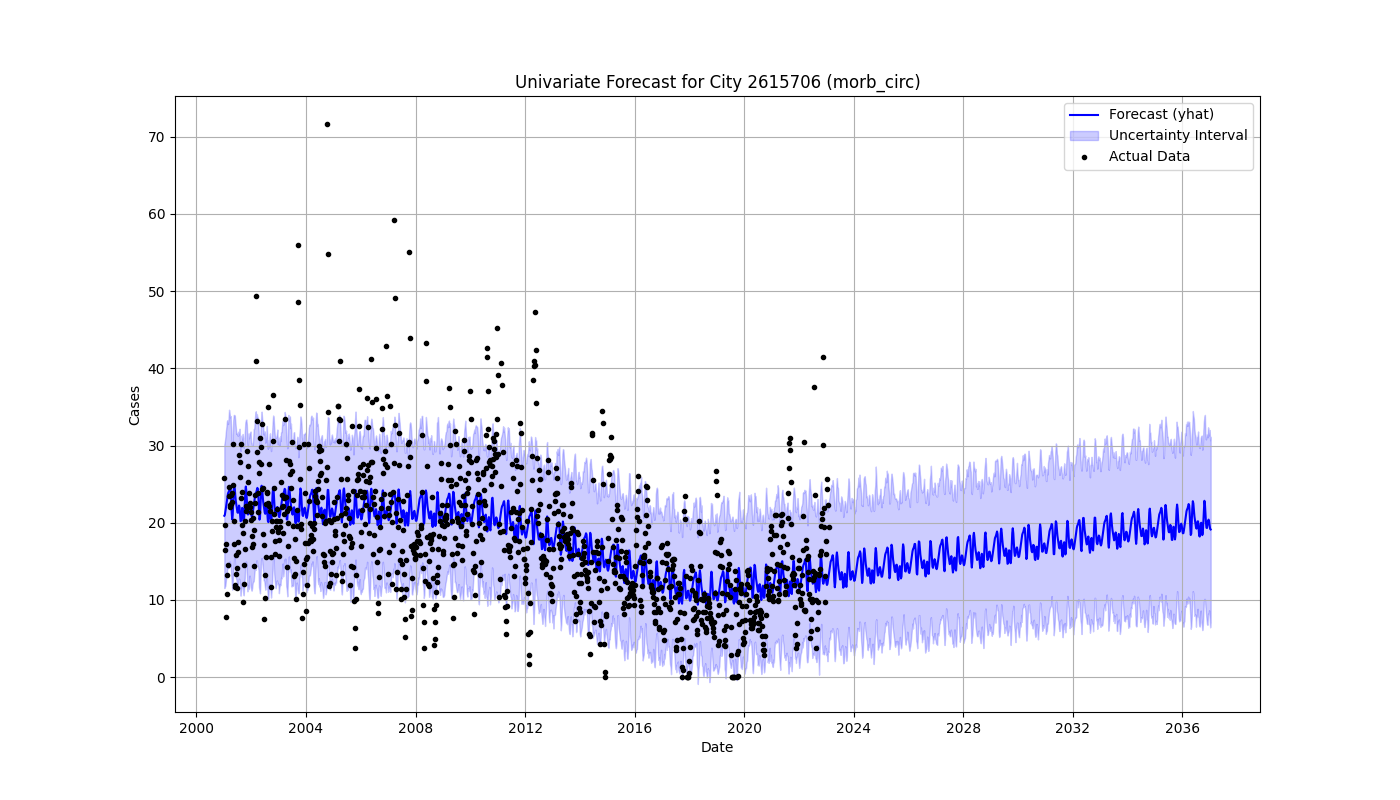 Univariate Forecast for City 2615706 (morb_circ)
Forecast (yhat)
Uncertainty Interval
Actual Data
70
60
50
40
30
20
10
0
Cases
2000 2004 2008 2012 2016 2020 2024 2028 2032 2036
Date